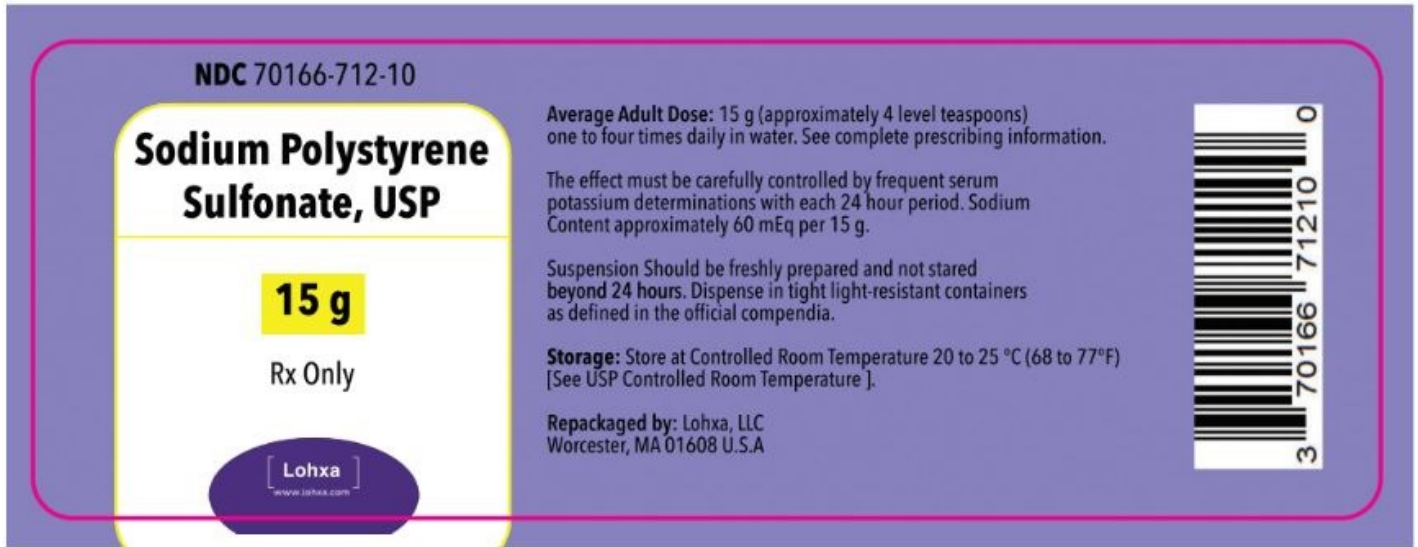 NDC 70166-712-10
Sodium Polystyrene
Sulfonate, USP
15 g
Rx Only
[Lohxa]
www.lohxa.com
Average Adult Dose: 15 g (approximately 4 level teaspoons)
one to four times daily in water. See complete prescribing information.
The effect must be carefully controlled by frequent serum
potassium determinations with each 24 hour period. Sodium
Content approximately 60 mEq per 15 g.
Suspension Should be freshly prepared and not stared
beyond 24 hours. Dispense in tight light-resistant containers
as defined in the official compendia.
Storage: Store at Controlled Room Temperature 20 to 25 °C (68 to 77°F)
[See USP Controlled Room Temperature ].
Repackaged by: Lohxa, LLC
Worcester, MA 01608 U.S.A
3 70166 71210 0